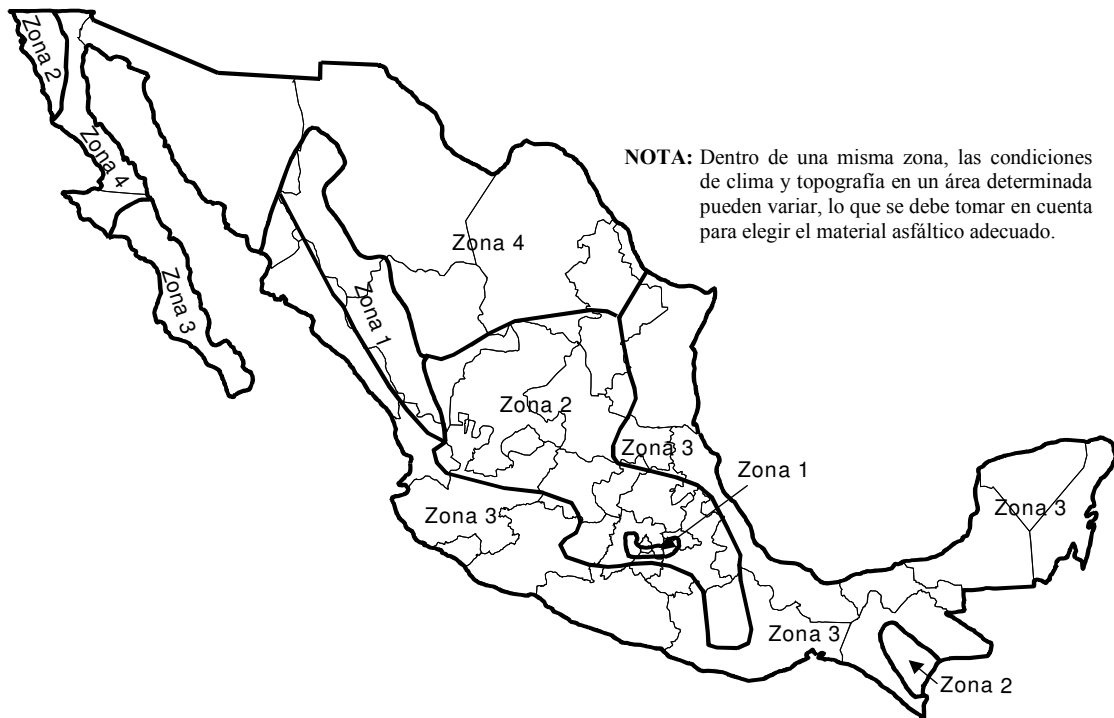 Zona 2
NOTA: Dentro de una misma zona, las condiciones
de clima y topografía en un área determinada
pueden variar, lo que se debe tomar en cuenta
para elegir el material asfáltico adecuado.
Zona 4
Zona 4
Zona 3
Zona 1
Zona 2
Zona 3
Zona 1
Zona 3
Zona 3
Zona 3
Zona 2